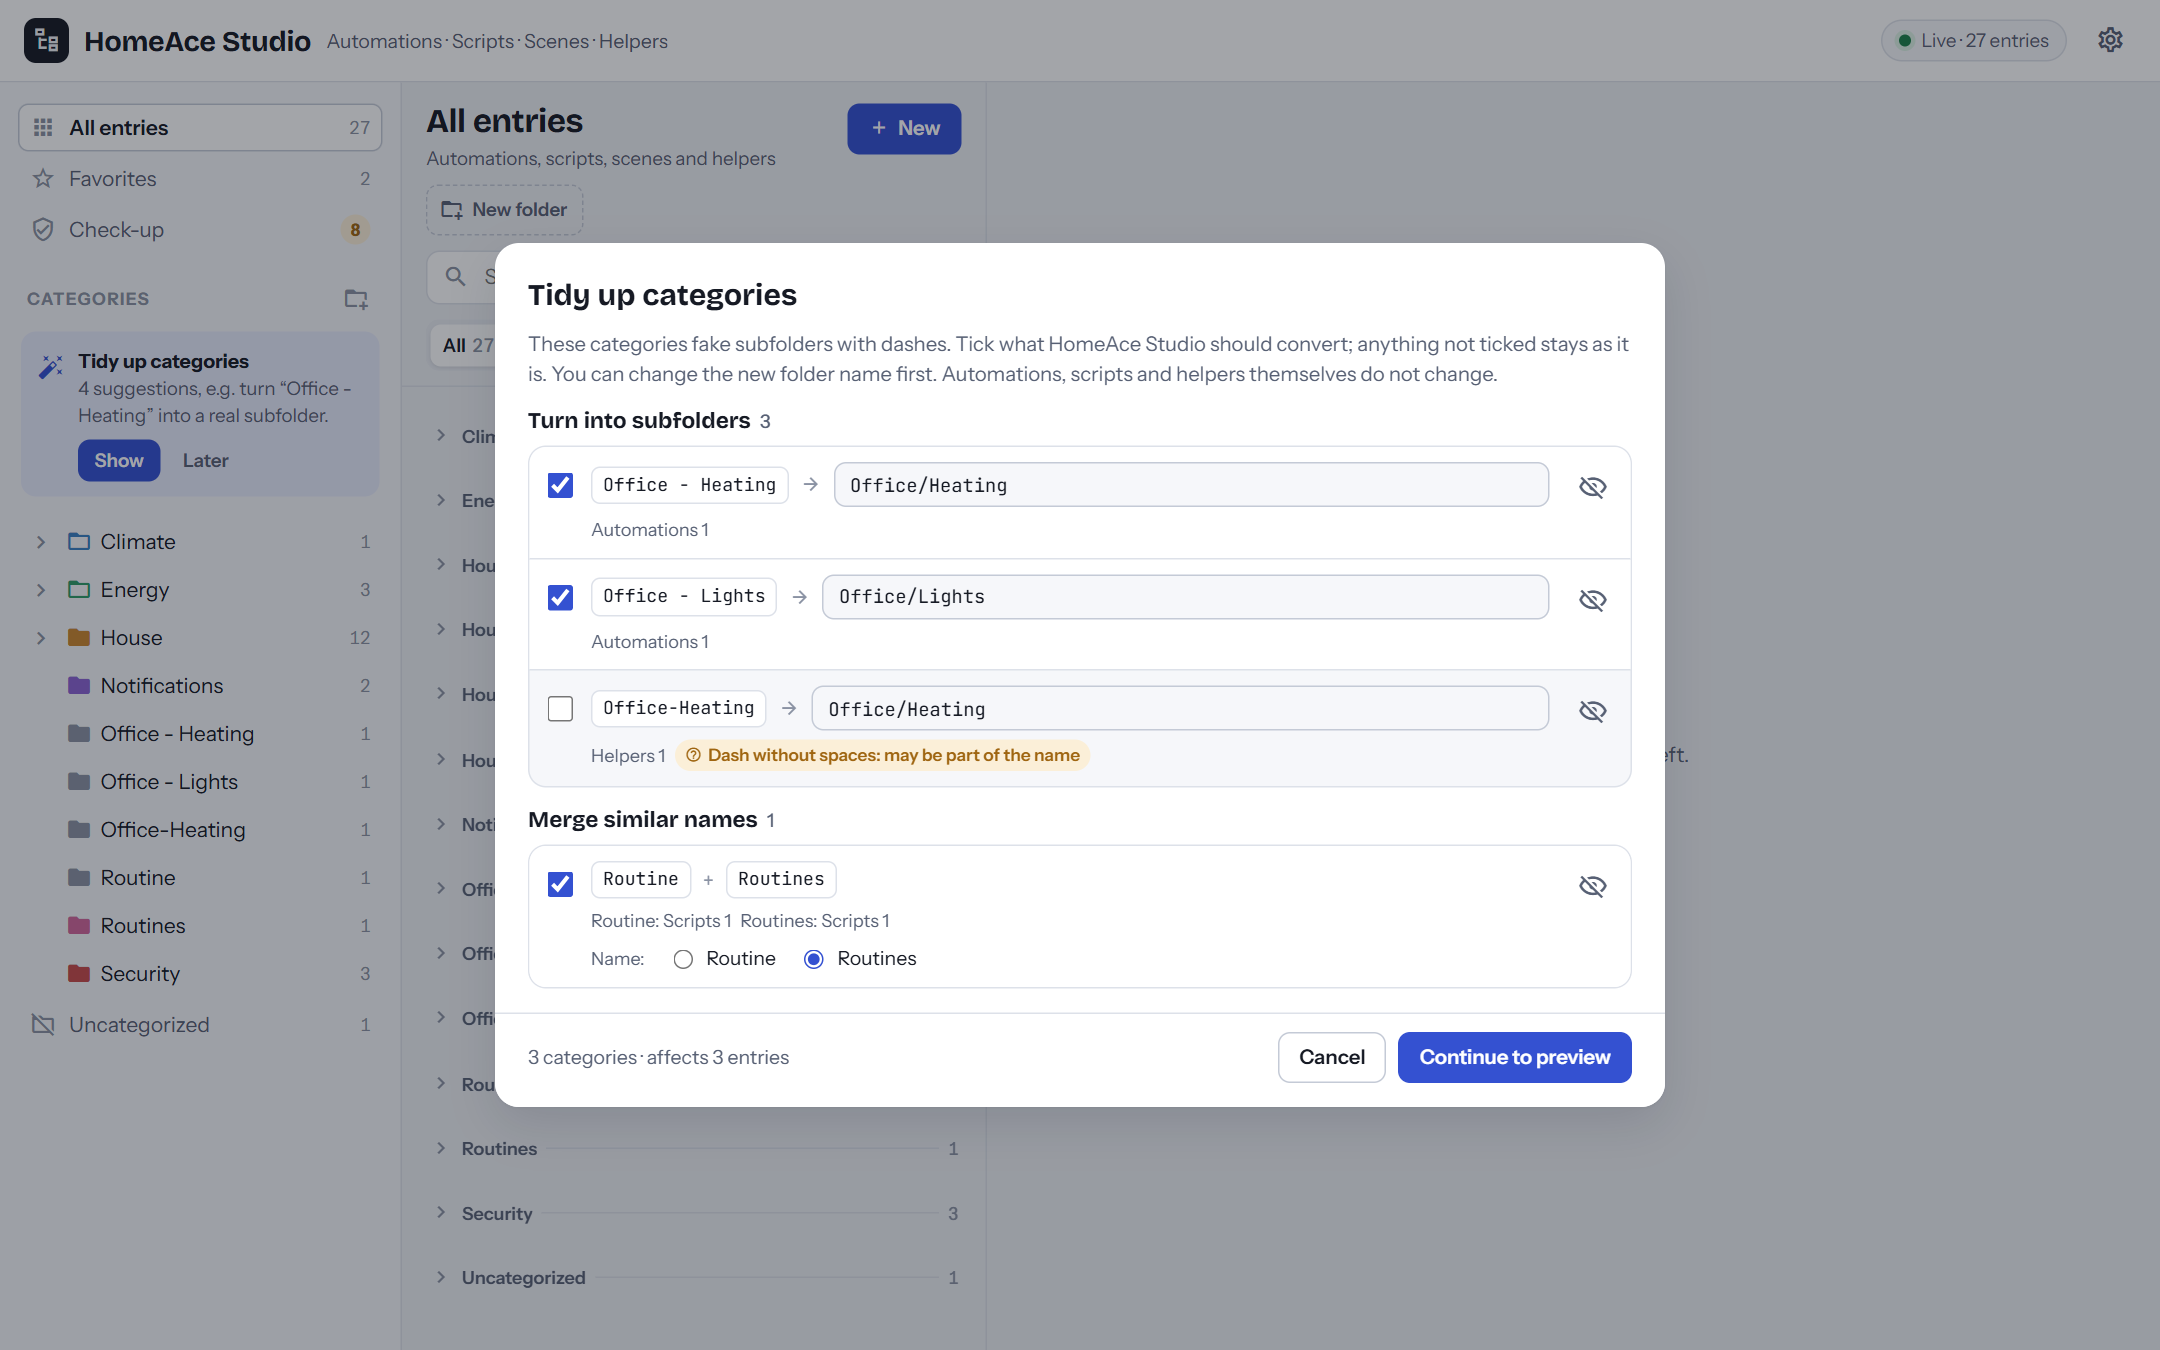 HomeAce Studio
Automations · Scripts · Scenes · Helpers
Live · 27 entries
All entries 27
Favorites 2
Check-up 8
CATEGORIES
Tidy up categories
4 suggestions, e.g. turn “Office -
Heating” into a real subfolder.
Show Later
Climate 1
Energy 3
House 12
Notifications 2
Office - Heating 1
Office - Lights 1
Office-Heating 1
Routine 1
Routines 1
Security 3
Uncategorized 1
All entries
+ New
Automations, scripts, scenes and helpers
New folder
All 27
Routines 1
Security 3
Uncategorized 1
Tidy up categories
These categories fake subfolders with dashes. Tick what HomeAce Studio should convert; anything not ticked stays as it
is. You can change the new folder name first. Automations, scripts and helpers themselves do not change.
Turn into subfolders 3
Office - Heating → Office/Heating
Automations 1
Office - Lights → Office/Lights
Automations 1
Office-Heating → Office/Heating
Helpers 1 Dash without spaces: may be part of the name
Merge similar names 1
Routine + Routines
Routine: Scripts 1 Routines: Scripts 1
Name: Routine Routines
3 categories · affects 3 entries
Cancel
Continue to preview